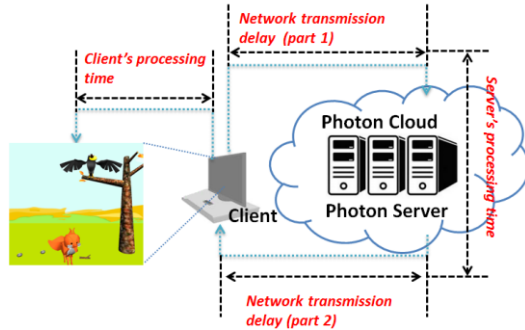 Network transmission
delay (part 1)
Client's processing
time
Server's processing time
Photon Cloud
Photon Server
Client
Network transmission
delay (part 2)